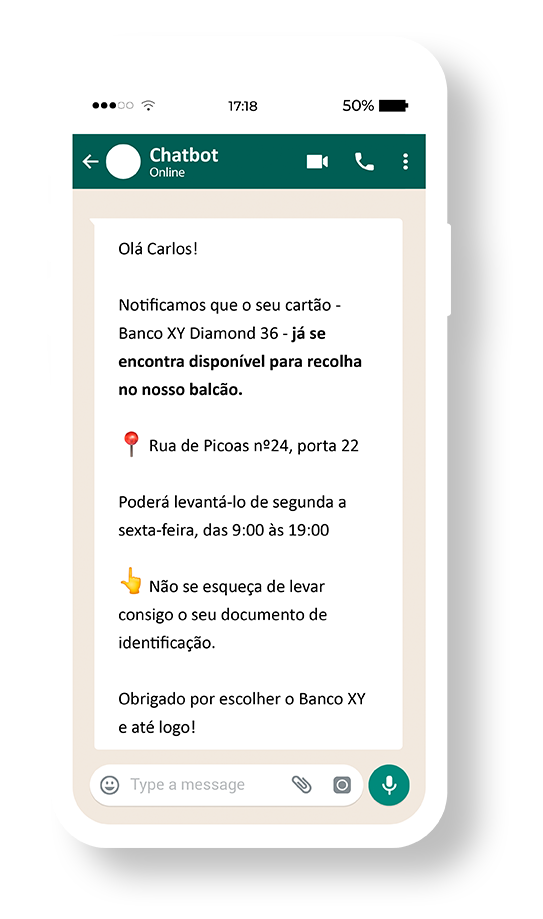 17:18
50%
Chatbot
Online
Olá Carlos!
Notificamos que o seu cartão -
Banco XY Diamond 36 - já se
encontra disponível para recolha
no nosso balcão.
📍 Rua de Picoas nº24, porta 22
Poderá levantá-lo de segunda a
sexta-feira, das 9:00 às 19:00
👆 Não se esqueça de levar
consigo o seu documento de
identificação.
Obrigado por escolher o Banco XY
e até logo!
Type a message